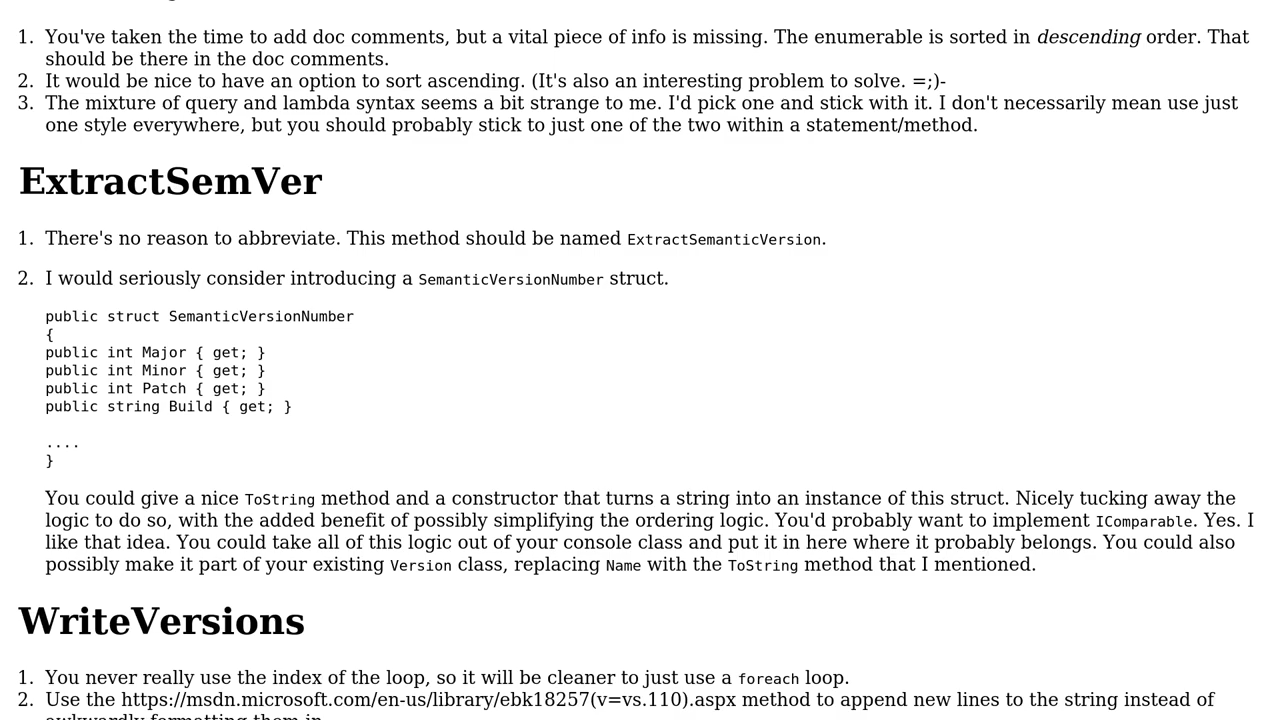 1. You've taken the time to add doc comments, but a vital piece of info is missing. The enumerable is sorted in descending order. That
should be there in the doc comments.
2. It would be nice to have an option to sort ascending. (It's also an interesting problem to solve. =;)-
3. The mixture of query and lambda syntax seems a bit strange to me. I'd pick one and stick with it. I don't necessarily mean use just
one style everywhere, but you should probably stick to just one of the two within a statement/method.
ExtractSemVer
1. There's no reason to abbreviate. This method should be named ExtractSemanticVersion.
2. I would seriously consider introducing a SemanticVersionNumber struct.
public struct SemanticVersionNumber
{
public int Major { get; }
public int Minor { get; }
public int Patch { get; }
public string Build { get; }
....
}
You could give a nice ToString method and a constructor that turns a string into an instance of this struct. Nicely tucking away the
logic to do so, with the added benefit of possibly simplifying the ordering logic. You'd probably want to implement IComparable. Yes. I
like that idea. You could take all of this logic out of your console class and put it in here where it probably belongs. You could also
possibly make it part of your existing Version class, replacing Name with the ToString method that I mentioned.
WriteVersions
1. You never really use the index of the loop, so it will be cleaner to just use a foreach loop.
2. Use the https://msdn.microsoft.com/en-us/library/ebk18257(v=vs.110).aspx method to append new lines to the string instead of
awkwardly formatting them in.